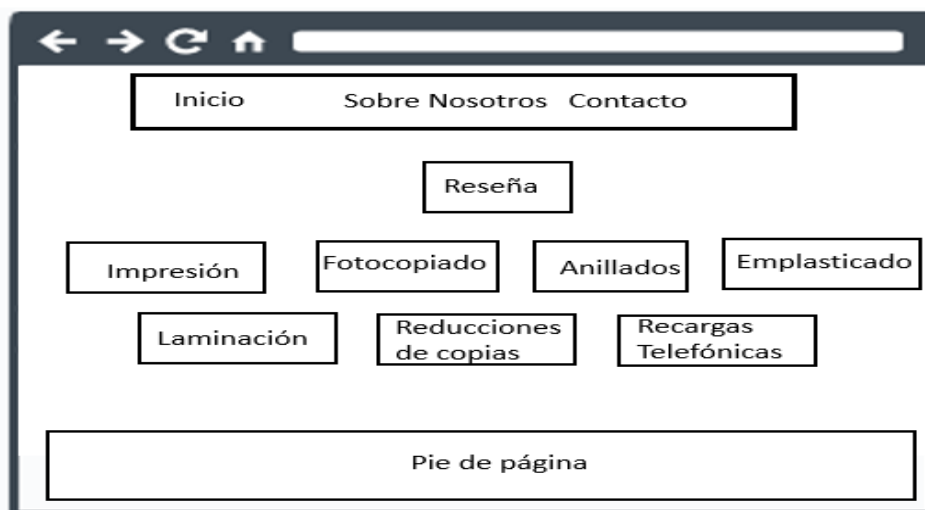 Inicio Sobre Nosotros Contacto
Reseña
Impresión Fotocopiado Anillados Emplasticado
Laminación
Reducciones
de copias
Recargas
Telefónicas
Pie de página